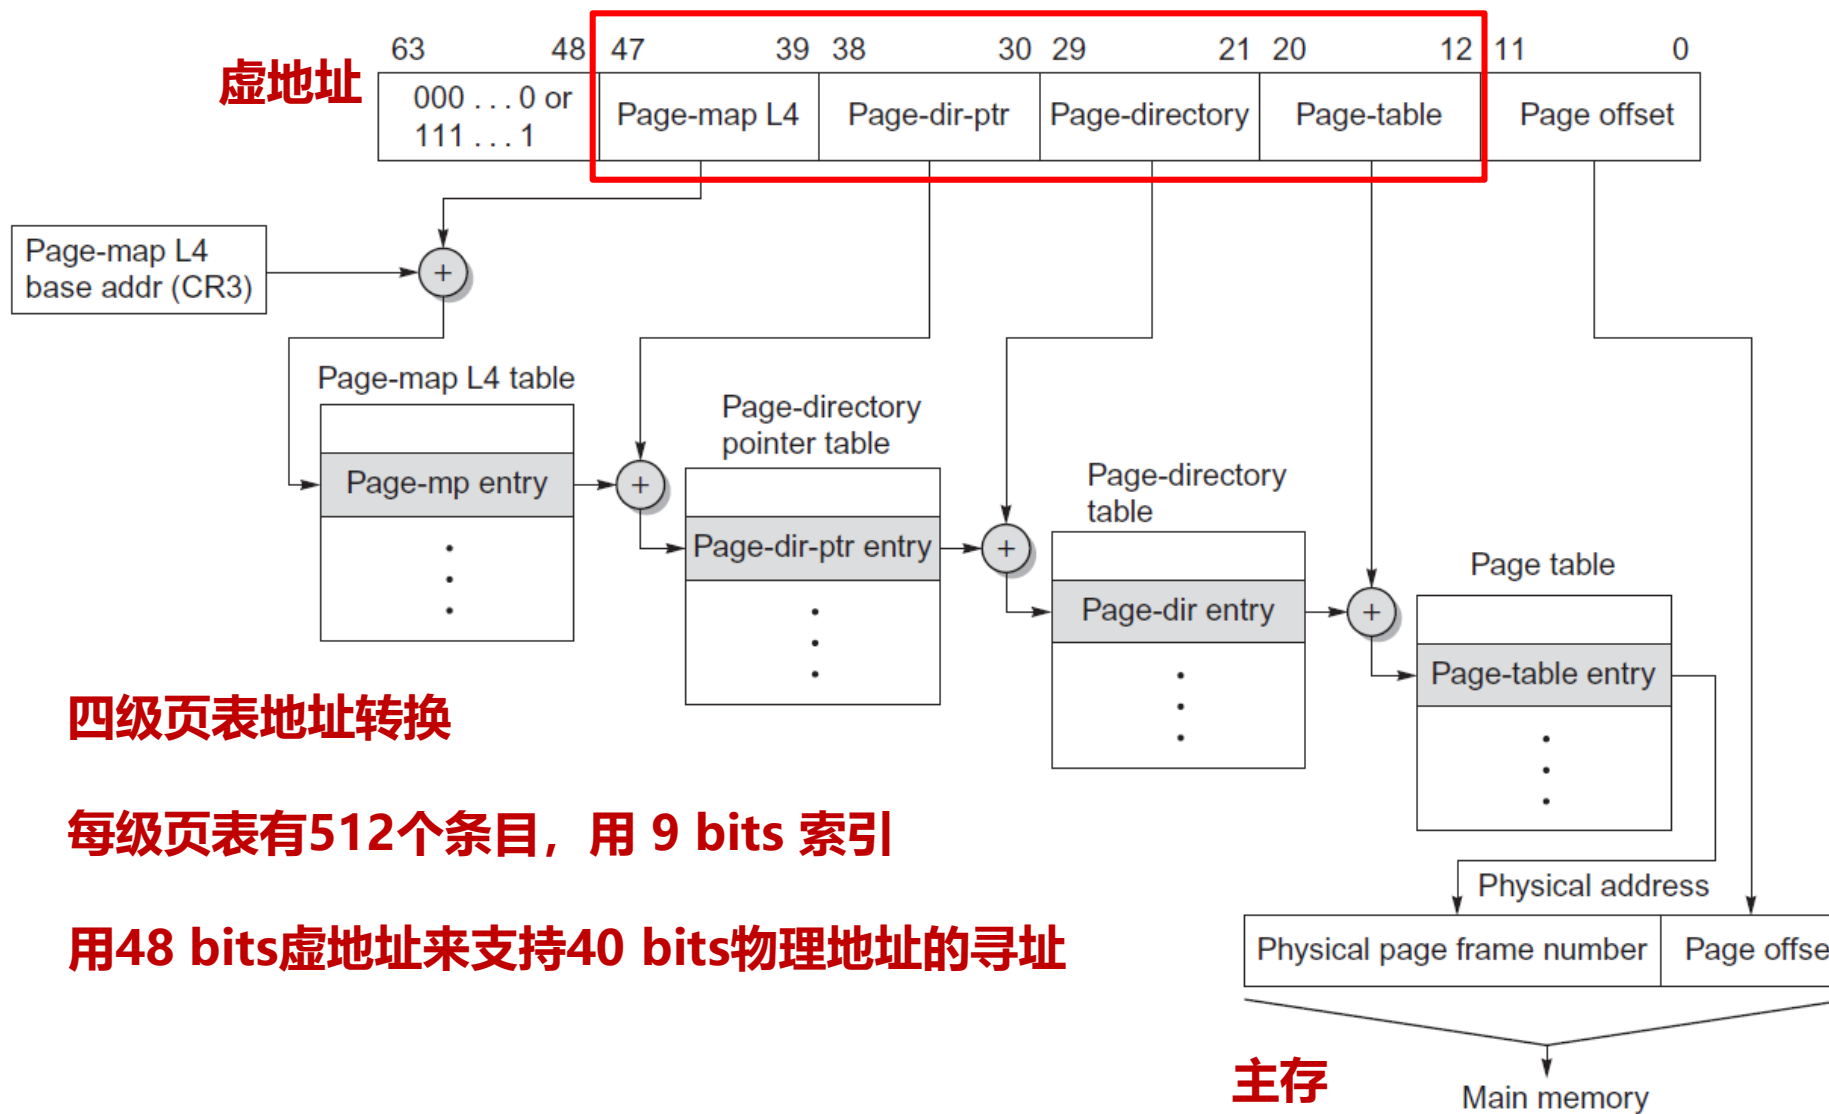 虚地址
63 48 47 39 38 30 29 21 20 12 11 0
000 . . . 0 or
111 . . . 1
Page-map L4
Page-dir-ptr
Page-directory
Page-table
Page offset
Page-map L4
base addr (CR3)
+
Page-map L4 table
Page-mp entry
+
Page-directory
pointer table
Page-dir-ptr entry
+
Page-directory
table
Page-dir entry
+
Page table
Page-table entry
四级页表地址转换
每级页表有512个条目，用 9 bits 索引
用48 bits虚地址来支持40 bits物理地址的寻址
Physical address
Physical page frame number
Page offse
主存
Main memory